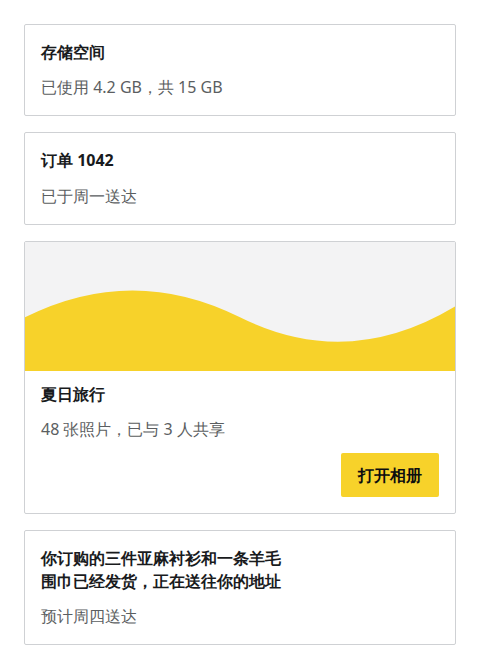 存储空间
已使用 4.2 GB，共 15 GB
订单 1042
已于周一送达
夏日旅行
48 张照片，已与 3 人共享
打开相册
你订购的三件亚麻衬衫和一条羊毛
围巾已经发货，正在送往你的地址
预计周四送达